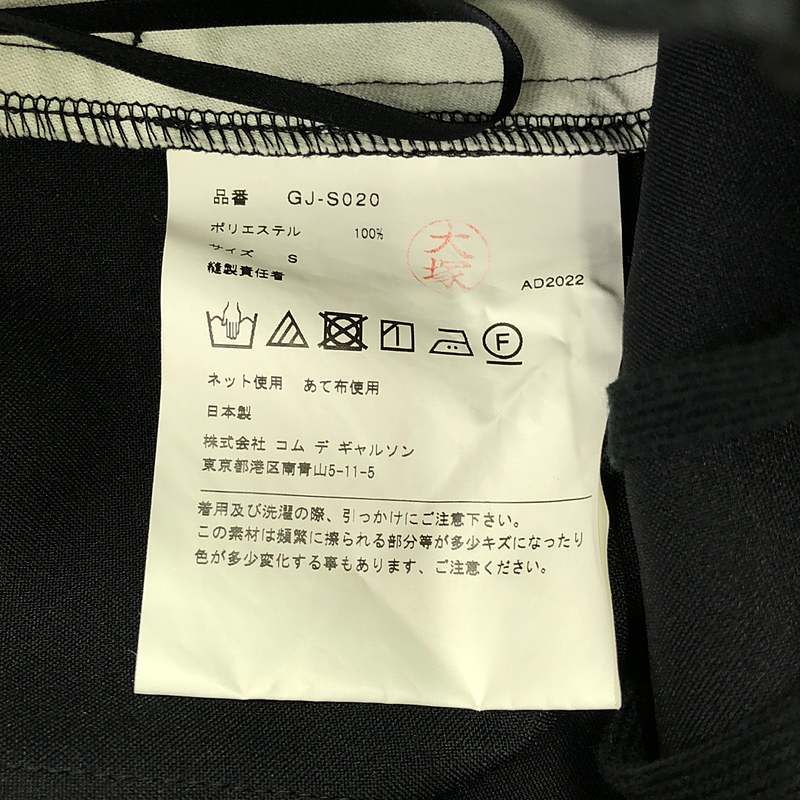 品番 GJ-S020
ポリエステル 100%
サイズ S
縫製責任者
大塚
AD2022
F
ネット使用 あて布使用
日本製
株式会社 コム デ ギャルソン
東京都港区南青山5-11-5
着用及び洗濯の際、引っかけにご注意下さい。
この素材は頻繁に擦られる部分等が多少キズになったり
色が多少変化する事もあります、ご注意ください。